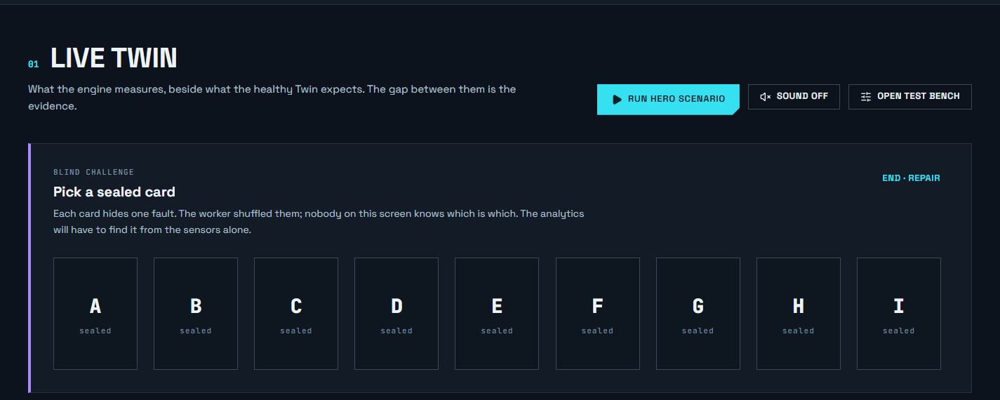 01 LIVE TWIN
What the engine measures, beside what the healthy Twin expects. The gap between them is the
evidence.
RUN HERO SCENARIO
SOUND OFF
OPEN TEST BENCH
BLIND CHALLENGE
Pick a sealed card
END · REPAIR
Each card hides one fault. The worker shuffled them; nobody on this screen knows which is which. The analytics
will have to find it from the sensors alone.
A
sealed
B
sealed
C
sealed
D
sealed
E
sealed
F
sealed
G
sealed
H
sealed
I
sealed